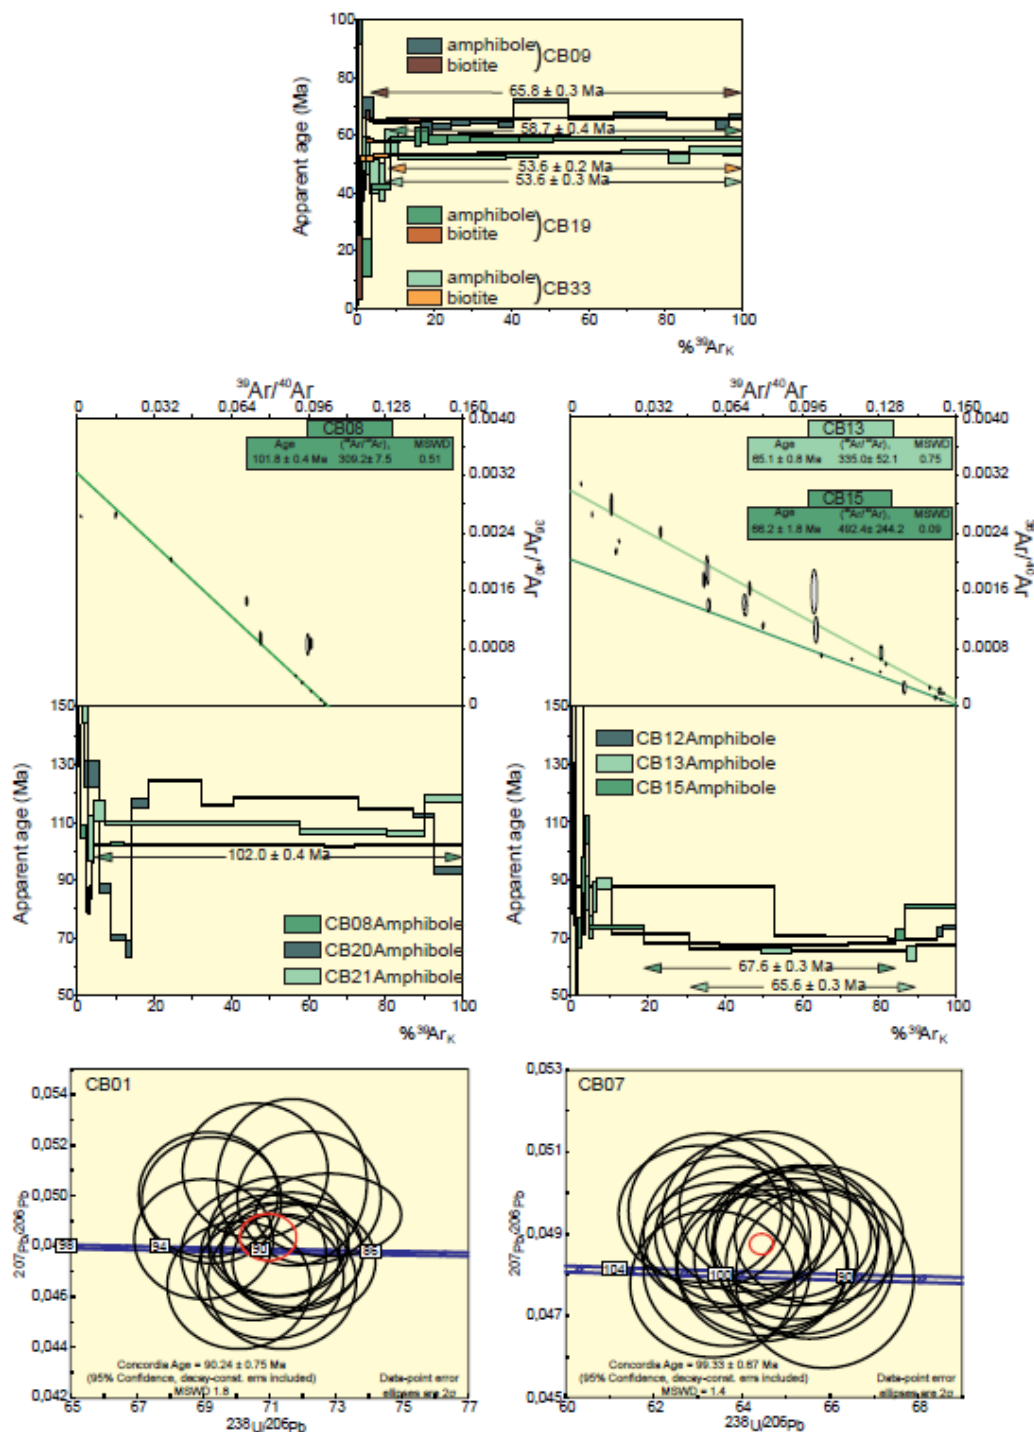 100
80
60
40
20
0
Apparent age (Ma)
amphibole
biotite
CB09
65.8 ± 0.3 Ma
58.7 ± 0.4 Ma
53.6 ± 0.2 Ma
53.6 ± 0.3 Ma
amphibole
biotite
CB19
amphibole
biotite
CB33
0 20 40 60 80 100
%³⁹Ar_K
³⁹Ar/⁴⁰Ar
0 0.032 0.064 0.096 0.128 0.150
CB08
Age MSWD
101.8 ± 0.4 Ma 309.2± 7.5 0.51
0.0040
0.0032
0.0024
0.0016
0.0008
0
³⁶Ar/⁴⁰Ar
³⁹Ar/⁴⁰Ar
0 0.032 0.064 0.096 0.128 0.150
CB13
Age MSWD
65.1 ± 0.8 Ma 335.0± 52.1 0.75
CB15
Age MSWD
66.2 ± 1.8 Ma 492.4± 244.2 0.09
0.0040
0.0032
0.0024
0.0016
0.0008
0
³⁶Ar/⁴⁰Ar
150
130
110
90
70
50
Apparent age (Ma)
102.0 ± 0.4 Ma
CB08Amphibole
CB20Amphibole
CB21Amphibole
0 20 40 60 80 100
%³⁹Ar_K
150
130
110
90
70
50
Apparent age (Ma)
CB12Amphibole
CB13Amphibole
CB15Amphibole
67.6 ± 0.3 Ma
65.6 ± 0.3 Ma
0 20 40 60 80 100
%³⁹Ar_K
CB01
0,054
0,052
0,050
0,048
0,046
0,044
0,042
207Pb/206Pb
98 94 90 86
Concordia Age = 90.24 ± 0.75 Ma
(95% Confidence, decay-const. errs included)
MSWD 1.8
Data-point error
ellipses are 2σ
65 67 69 71 73 75 77
238U/206Pb
CB07
0,053
0,051
0,049
0,047
0,045
207Pb/206Pb
104 100
Concordia Age = 99.33 ± 0.67 Ma
(95% Confidence, decay-const. errs included)
MSWD = 1.4
Data-point error
ellipses are 2σ
60 62 64 66 68
238U/206Pb